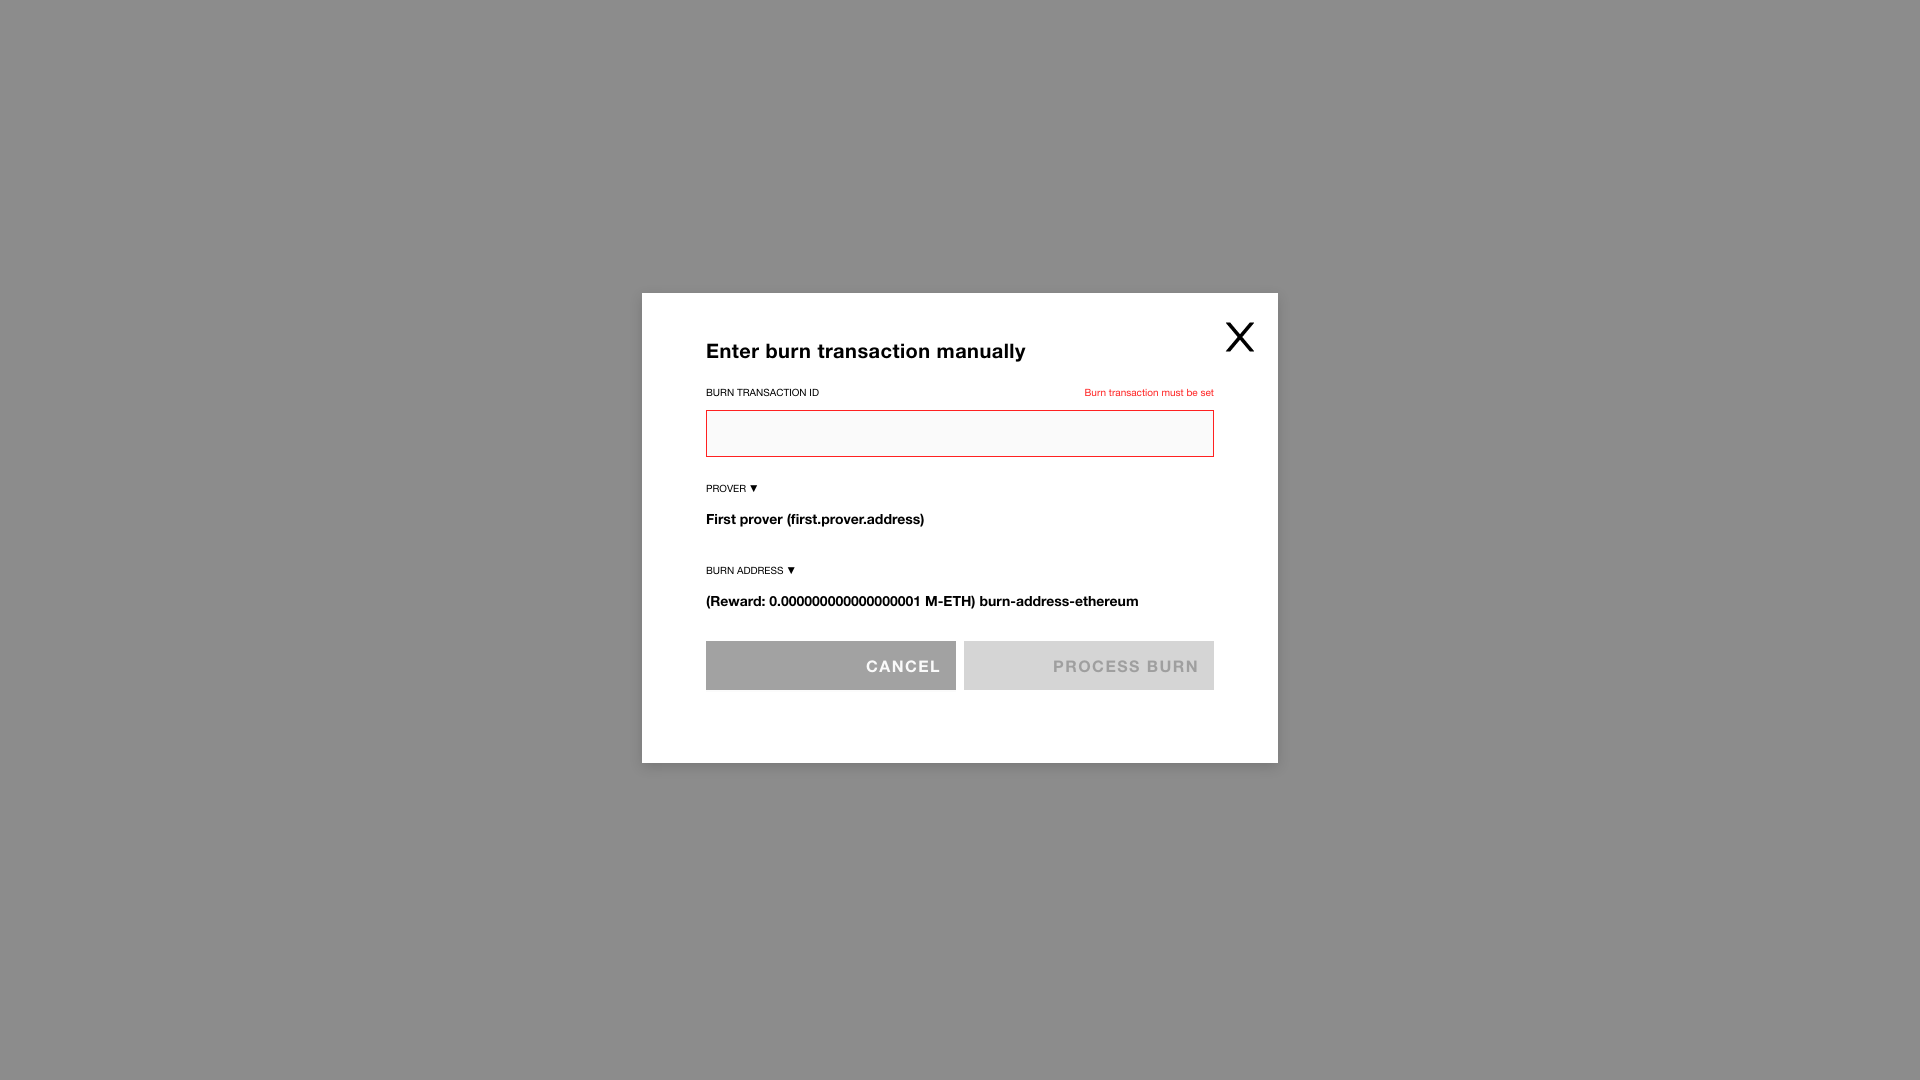 Enter burn transaction manually
X
BURN TRANSACTION ID
Burn transaction must be set
PROVER ▼
First prover (first.prover.address)
BURN ADDRESS ▼
(Reward: 0.000000000000000001 M-ETH) burn-address-ethereum
CANCEL
PROCESS BURN